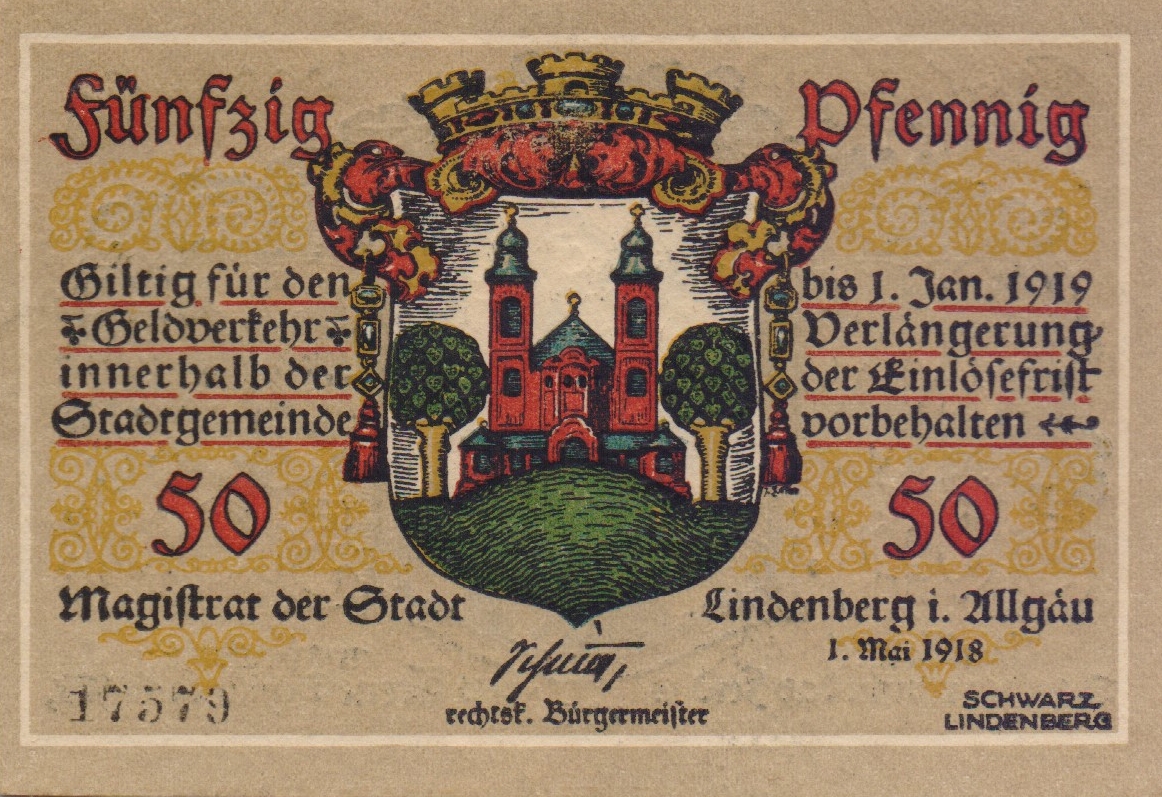 Fünfzig Pfennig
Giltig für den
Geldverkehr
innerhalb der
Stadtgemeinde
bis 1. Jan. 1919
Verlängerung
der Einlösefrist
vorbehalten
50
50
Magistrat der Stadt
Lindenberg i. Allgäu
1. Mai 1918
rechtsk. Bürgermeister
17579
SCHWARZ,
LINDENBERG